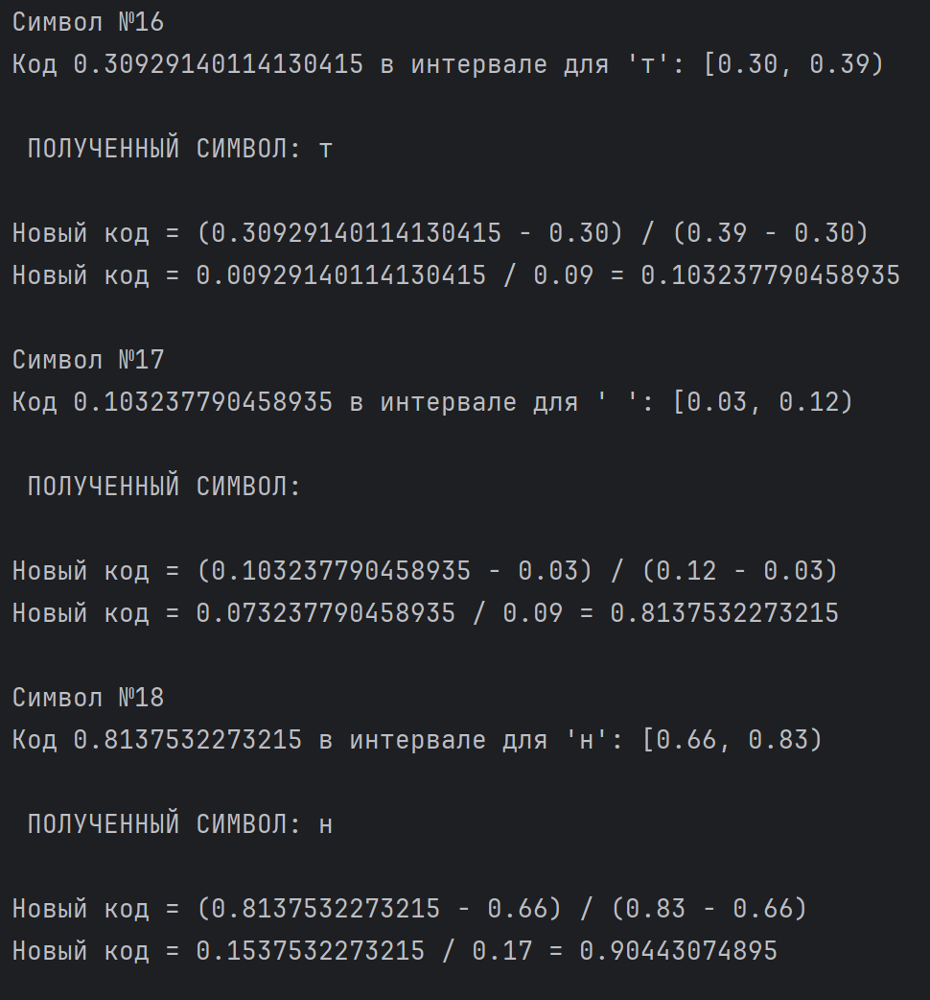 Символ №16
Код 0.30929140114130415 в интервале для 'т': [0.30, 0.39)
ПОЛУЧЕННЫЙ СИМВОЛ: т
Новый код = (0.30929140114130415 - 0.30) / (0.39 - 0.30)
Новый код = 0.00929140114130415 / 0.09 = 0.103237790458935
Символ №17
Код 0.103237790458935 в интервале для ' ': [0.03, 0.12)
ПОЛУЧЕННЫЙ СИМВОЛ:
Новый код = (0.103237790458935 - 0.03) / (0.12 - 0.03)
Новый код = 0.073237790458935 / 0.09 = 0.8137532273215
Символ №18
Код 0.8137532273215 в интервале для 'н': [0.66, 0.83)
ПОЛУЧЕННЫЙ СИМВОЛ: н
Новый код = (0.8137532273215 - 0.66) / (0.83 - 0.66)
Новый код = 0.1537532273215 / 0.17 = 0.90443074895